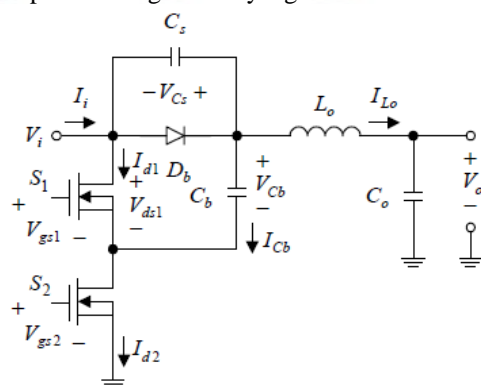 C_s
I_i
− V_Cs +
L_o
I_Lo
V_i
I_d1
D_b
S_1
+
V_ds1
−
C_b
+
V_Cb
−
C_o
+
V_o
−
+
V_gs1
−
I_Cb
S_2
+
V_gs2
−
I_d2